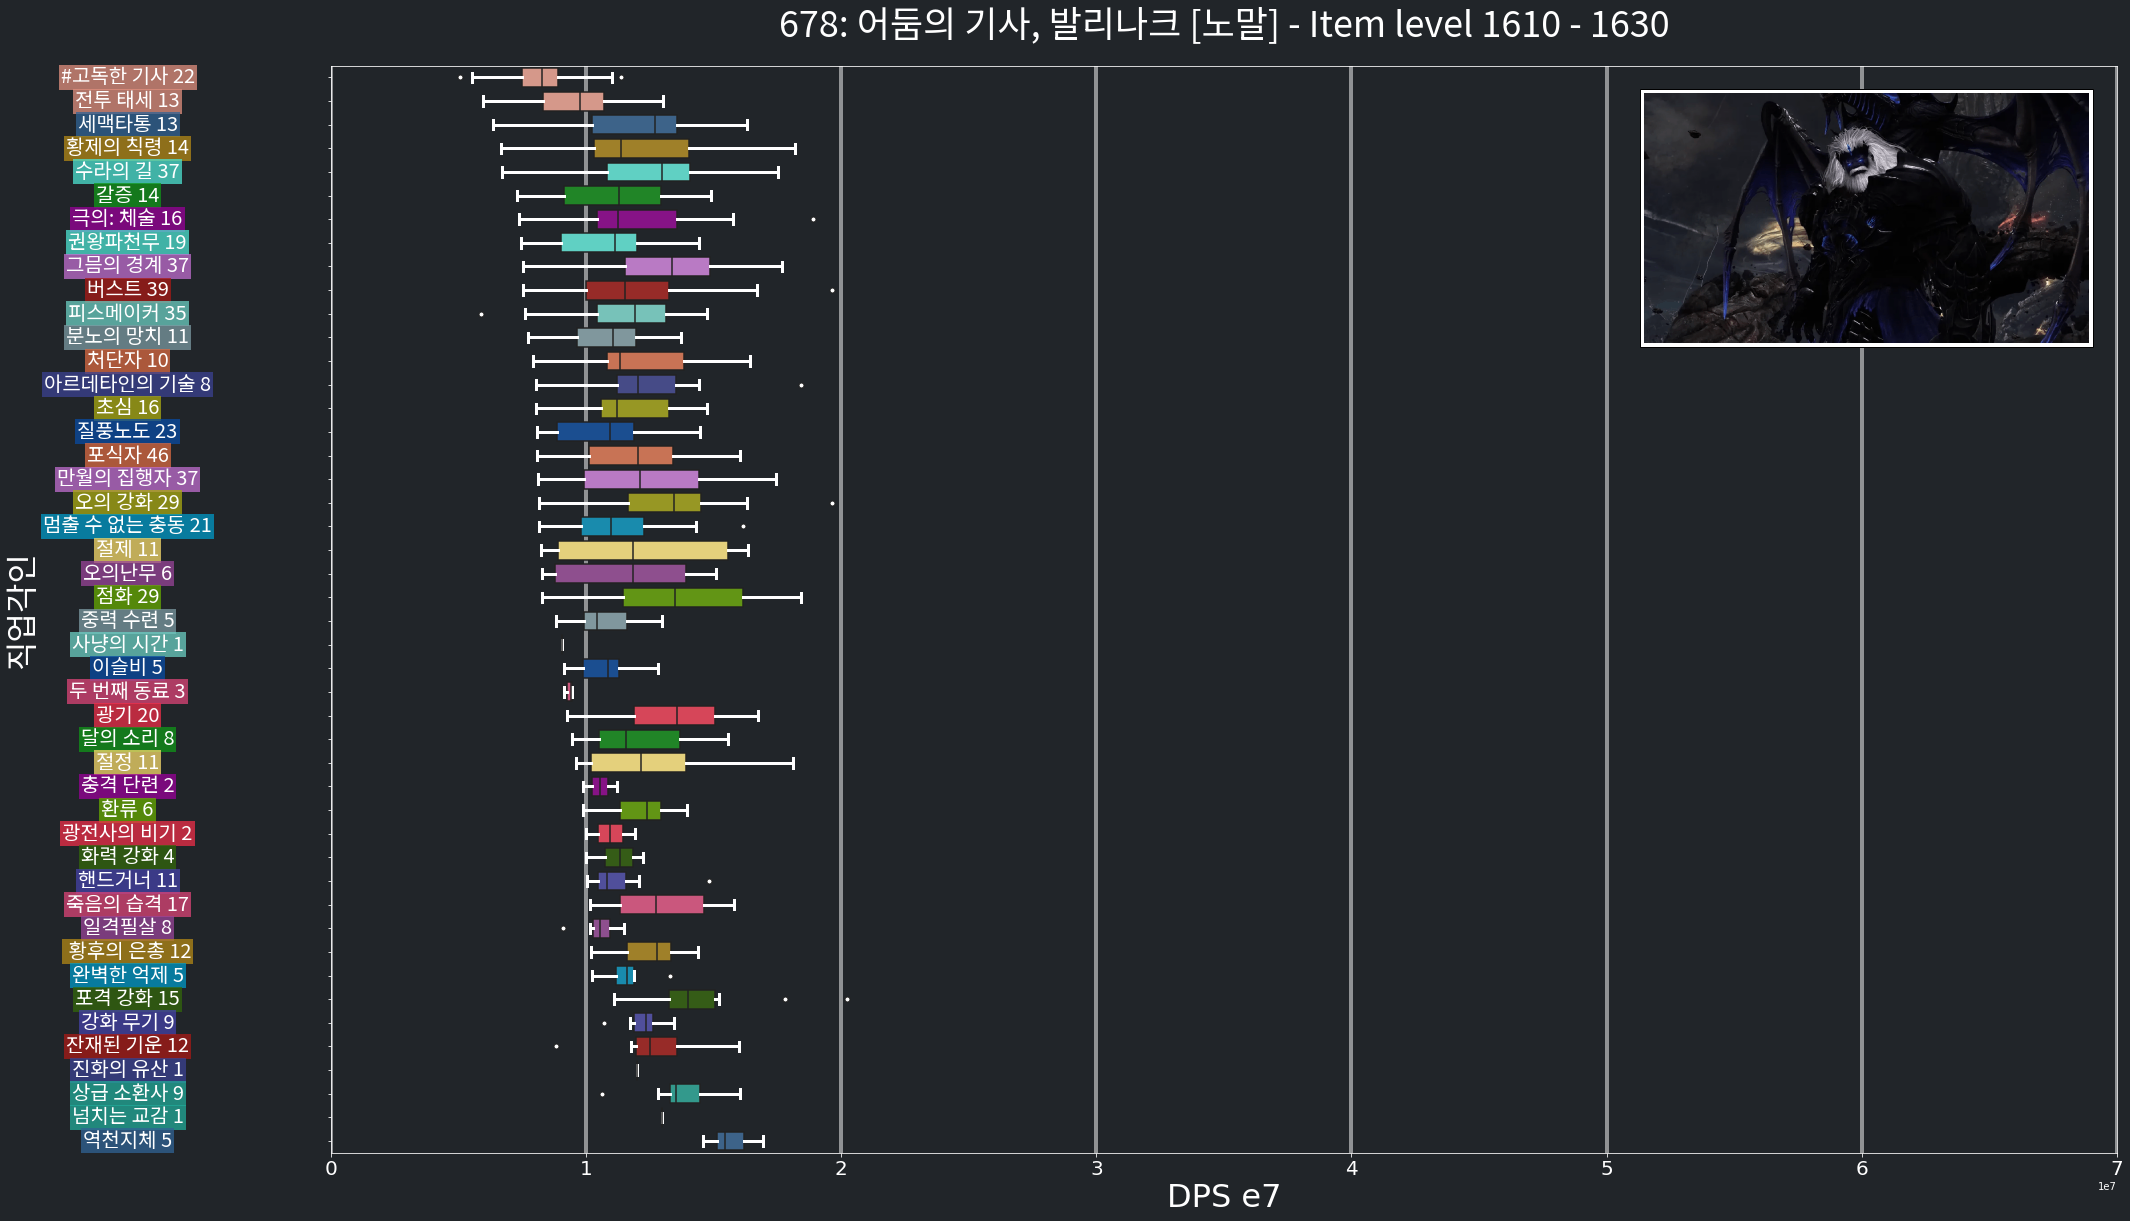 678: 어둠의 기사, 발리나크 [노말] - Item level 1610 - 1630
#고독한 기사 22
전투 태세 13
세맥타통 13
황제의 칙령 14
수라의 길 37
갈증 14
극의: 체술 16
권왕파천무 19
그믐의 경계 37
버스트 39
피스메이커 35
분노의 망치 11
처단자 10
아르데타인의 기술 8
초심 16
질풍노도 23
포식자 46
만월의 집행자 37
오의 강화 29
멈출 수 없는 충동 21
절제 11
오의난무 6
점화 29
중력 수련 5
사냥의 시간 1
이슬비 5
두 번째 동료 3
광기 20
달의 소리 8
절정 11
충격 단련 2
환류 6
광전사의 비기 2
화력 강화 4
핸드거너 11
죽음의 습격 17
일격필살 8
황후의 은총 12
완벽한 억제 5
포격 강화 15
강화 무기 9
잔재된 기운 12
진화의 유산 1
상급 소환사 9
넘치는 교감 1
역천지체 5
직업각인
0 1 2 3 4 5 6 7
1e7
DPS e7